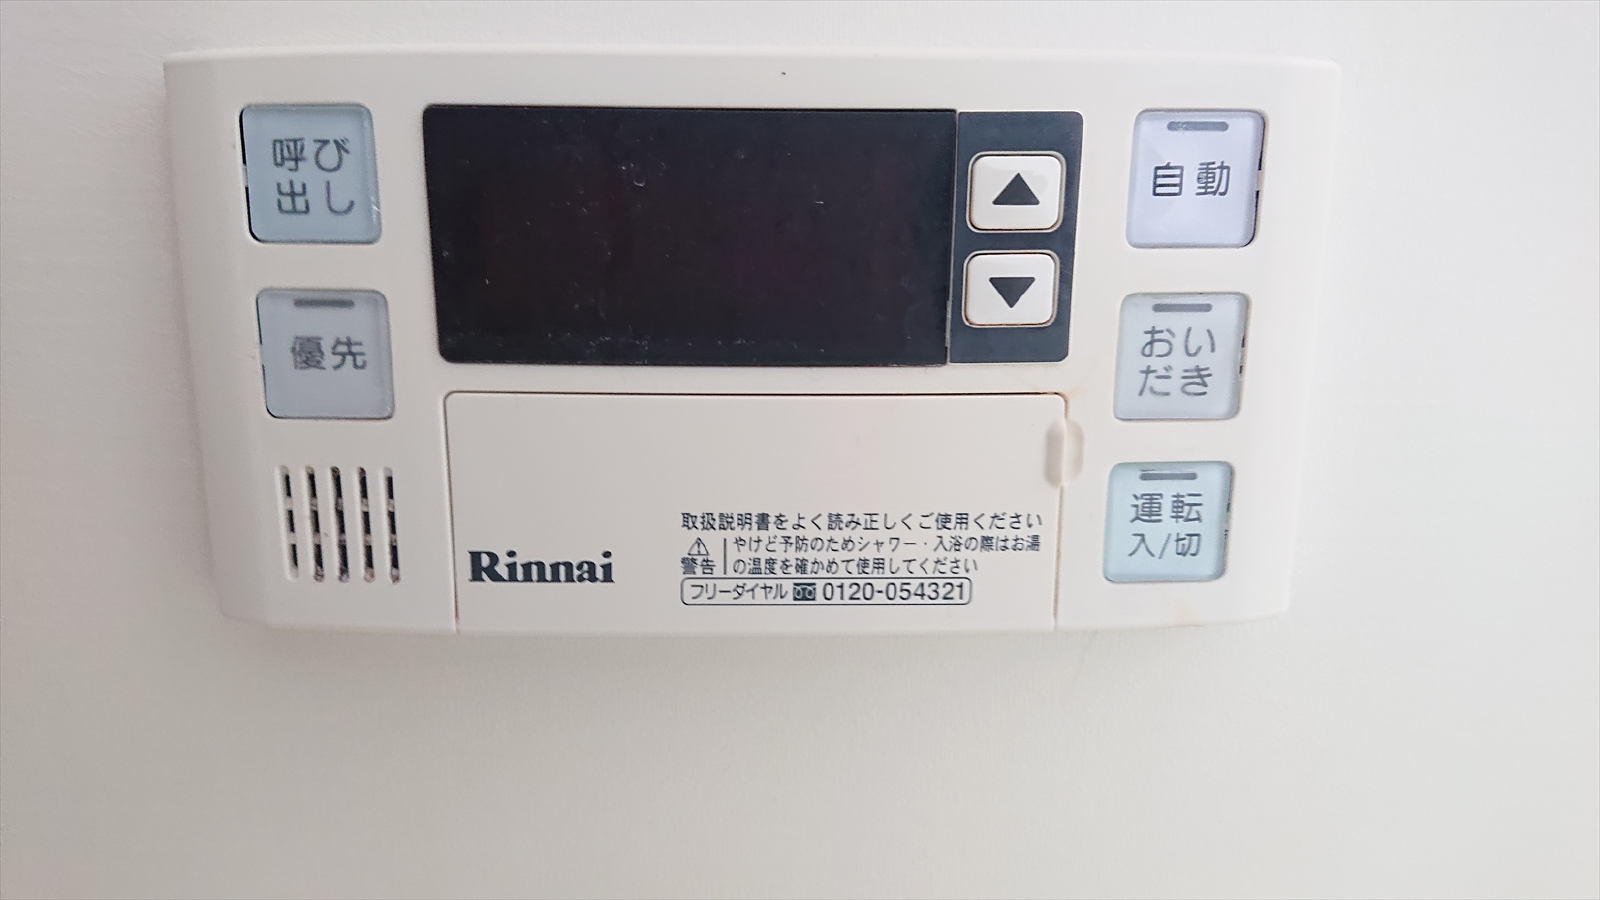 呼び
出し
優先
自動
おい
だき
運転
入/切
Rinnai
取扱説明書をよく読み正しくご使用ください
警告
やけど予防のためシャワー・入浴の際はお湯
の温度を確かめて使用してください
フリーダイヤル 0120-054321